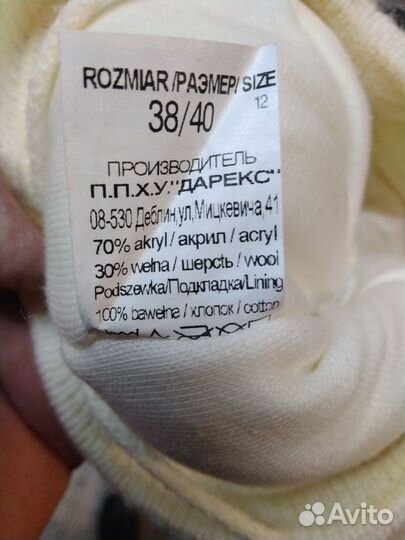 ROZMIAR/РАЗМЕР/SIZE
38/40 12
ПРОИЗВОДИТЕЛЬ
П.П.Х.У."ДАРЕКС"
08-530 Деблин,ул,Мицкевича,41
70% akryl / акрил / acryl
30% wełna / шерсть / wool
Podszewka/Подкладка/Lining
100% bawełna / хлопок / cotton
Avito